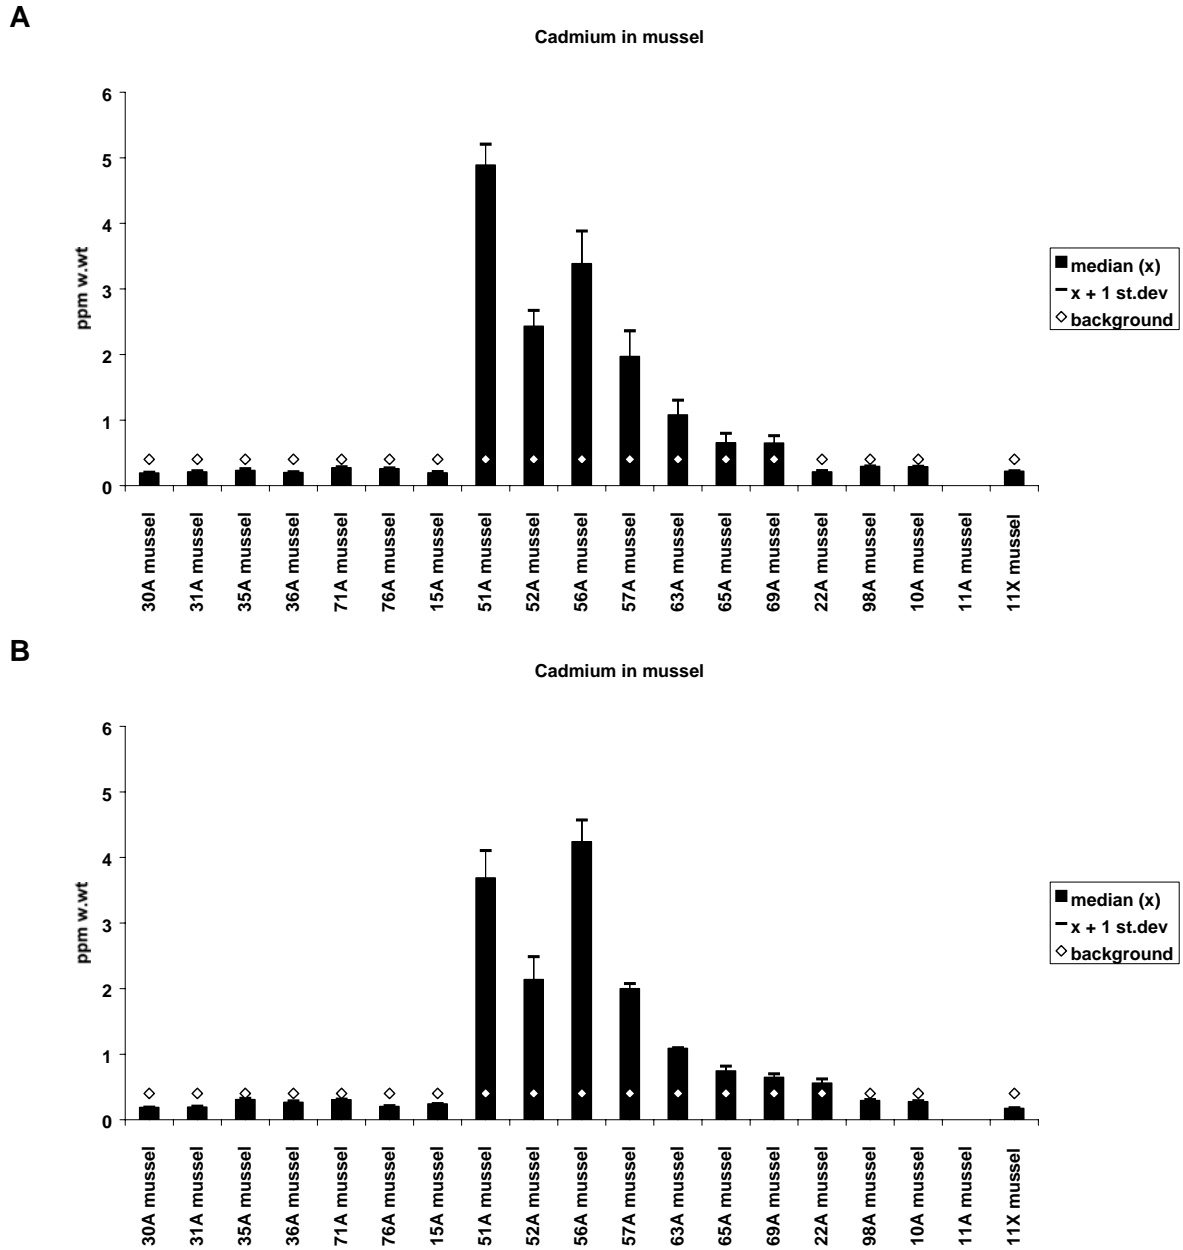 A
Cadmium in mussel
6
5
4
3
2
1
0
ppm w.wt
median (x)
x + 1 st.dev
background
30A mussel
31A mussel
35A mussel
36A mussel
71A mussel
76A mussel
15A mussel
51A mussel
52A mussel
56A mussel
57A mussel
63A mussel
65A mussel
69A mussel
22A mussel
98A mussel
10A mussel
11A mussel
11X mussel
B
Cadmium in mussel
6
5
4
3
2
1
0
ppm w.wt
median (x)
x + 1 st.dev
background
30A mussel
31A mussel
35A mussel
36A mussel
71A mussel
76A mussel
15A mussel
51A mussel
52A mussel
56A mussel
57A mussel
63A mussel
65A mussel
69A mussel
22A mussel
98A mussel
10A mussel
11A mussel
11X mussel